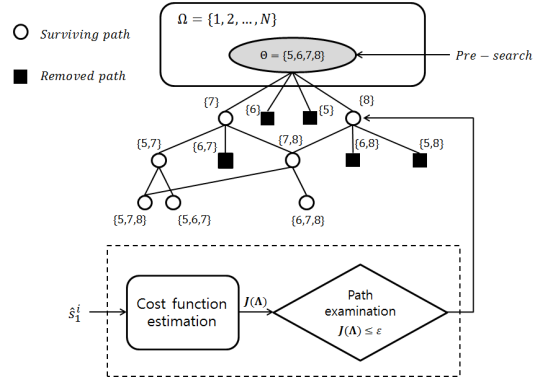 Ω = {1, 2, ..., N}
Surviving path
Θ = {5,6,7,8}
Pre − search
Removed path
{7}
{6}
{5}
{8}
{5,7}
{6,7}
{7,8}
{6,8}
{5,8}
{5,7,8}
{5,6,7}
{6,7,8}
ŝ₁ⁱ
Cost function
estimation
J(Λ)
Path
examination
J(Λ) ≤ ε